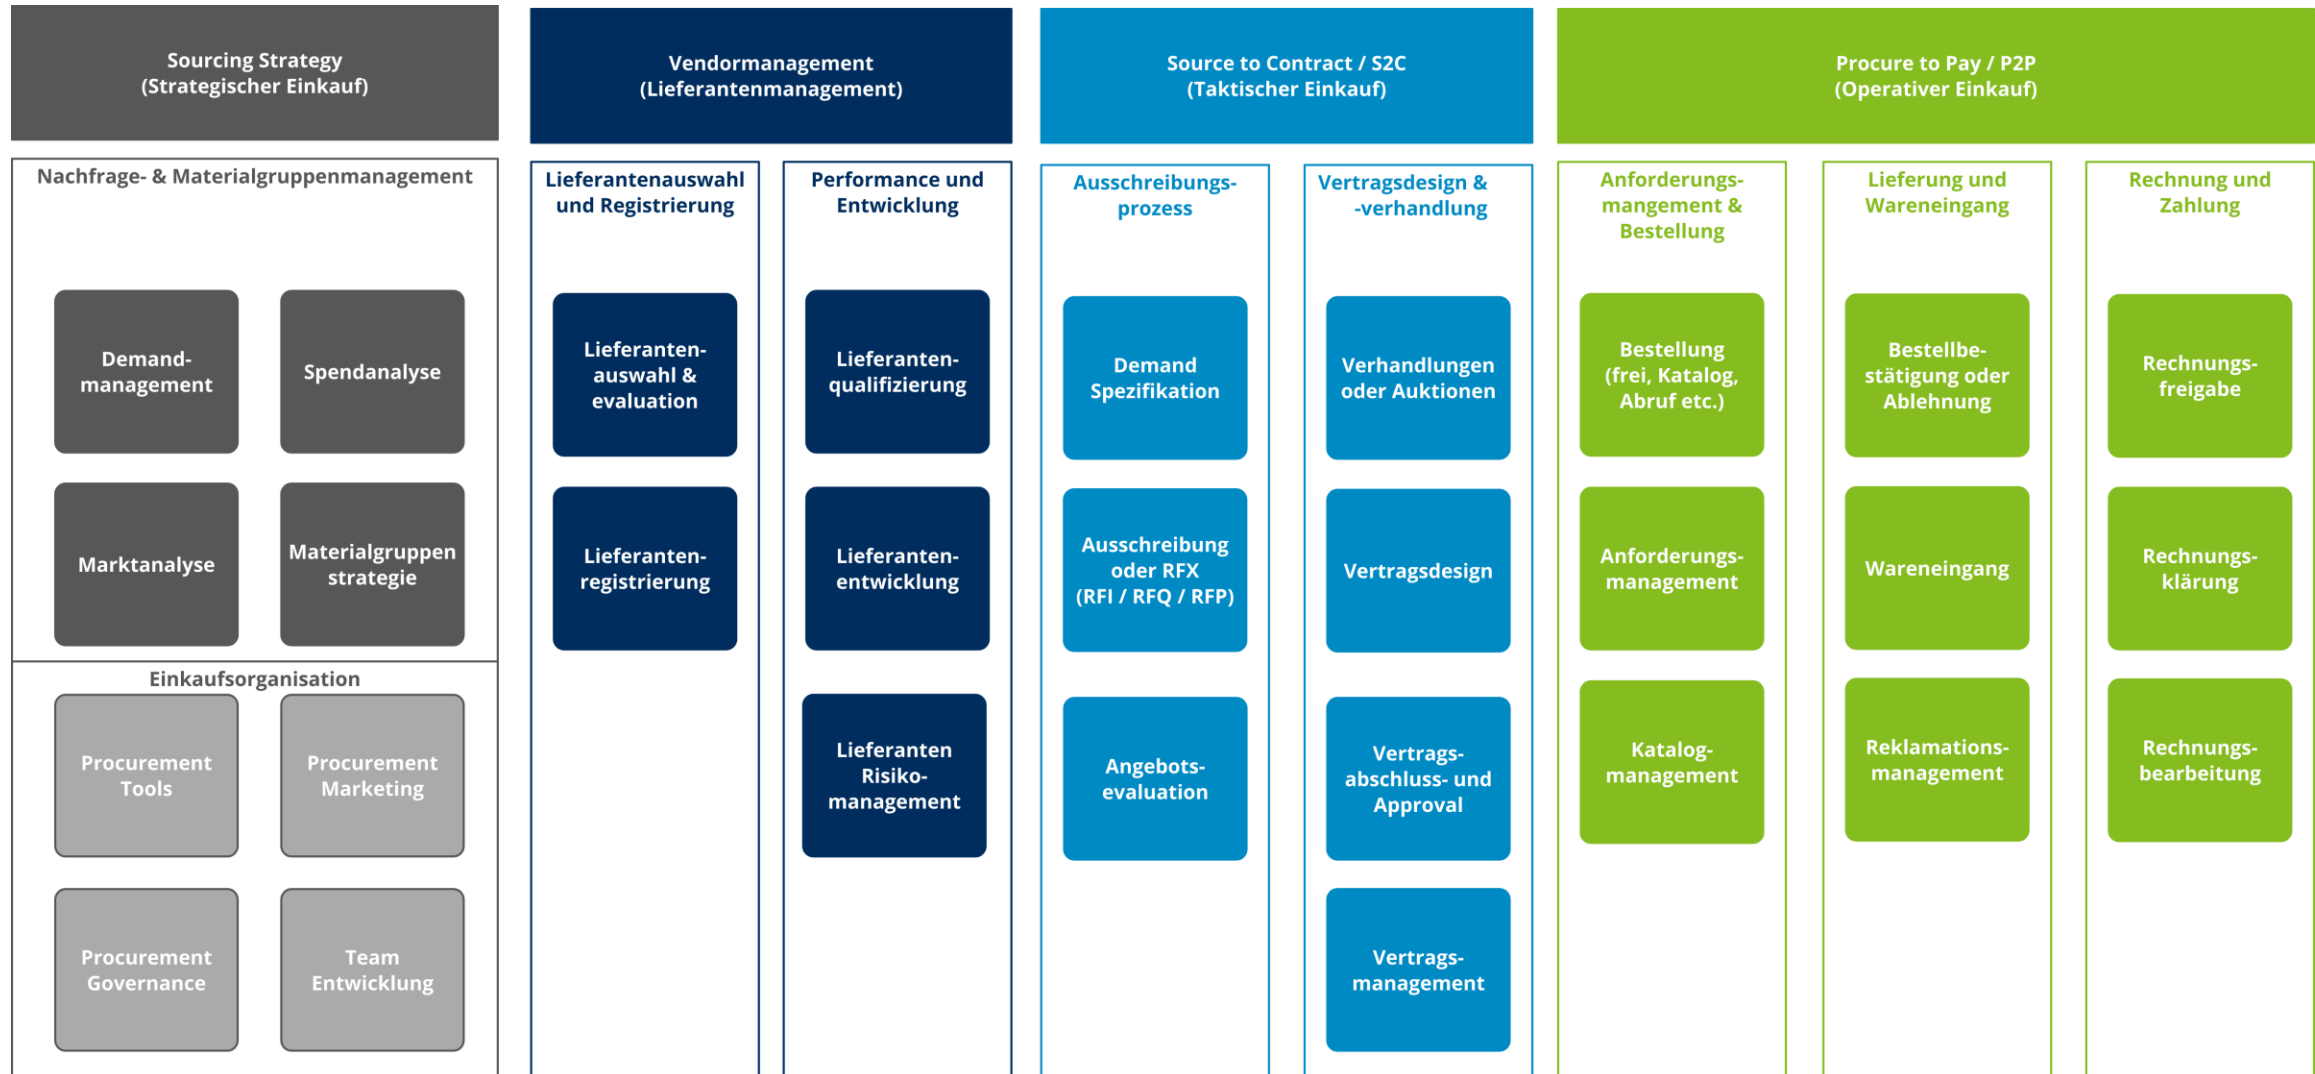 Sourcing Strategy
(Strategischer Einkauf)
Nachfrage- & Materialgruppenmanagement
Demand-
management
Spendanalyse
Marktanalyse
Materialgruppen
strategie
Einkaufsorganisation
Procurement
Tools
Procurement
Marketing
Procurement
Governance
Team
Entwicklung
Vendormanagement
(Lieferantenmanagement)
Lieferantenauswahl
und Registrierung
Lieferanten-
auswahl &
evaluation
Lieferanten-
registrierung
Performance und
Entwicklung
Lieferanten-
qualifizierung
Lieferanten-
entwicklung
Lieferanten
Risiko-
management
Source to Contract / S2C
(Taktischer Einkauf)
Ausschreibungs-
prozess
Demand
Spezifikation
Ausschreibung
oder RFX
(RFI / RFQ / RFP)
Angebots-
evaluation
Vertragsdesign &
-verhandlung
Verhandlungen
oder Auktionen
Vertragsdesign
Vertrags-
abschluss- und
Approval
Vertrags-
management
Procure to Pay / P2P
(Operativer Einkauf)
Anforderungs-
mangement &
Bestellung
Bestellung
(frei, Katalog,
Abruf etc.)
Anforderungs-
management
Katalog-
management
Lieferung und
Wareneingang
Bestellbe-
stätigung oder
Ablehnung
Wareneingang
Reklamations-
management
Rechnung und
Zahlung
Rechnungs-
freigabe
Rechnungs-
klärung
Rechnungs-
bearbeitung